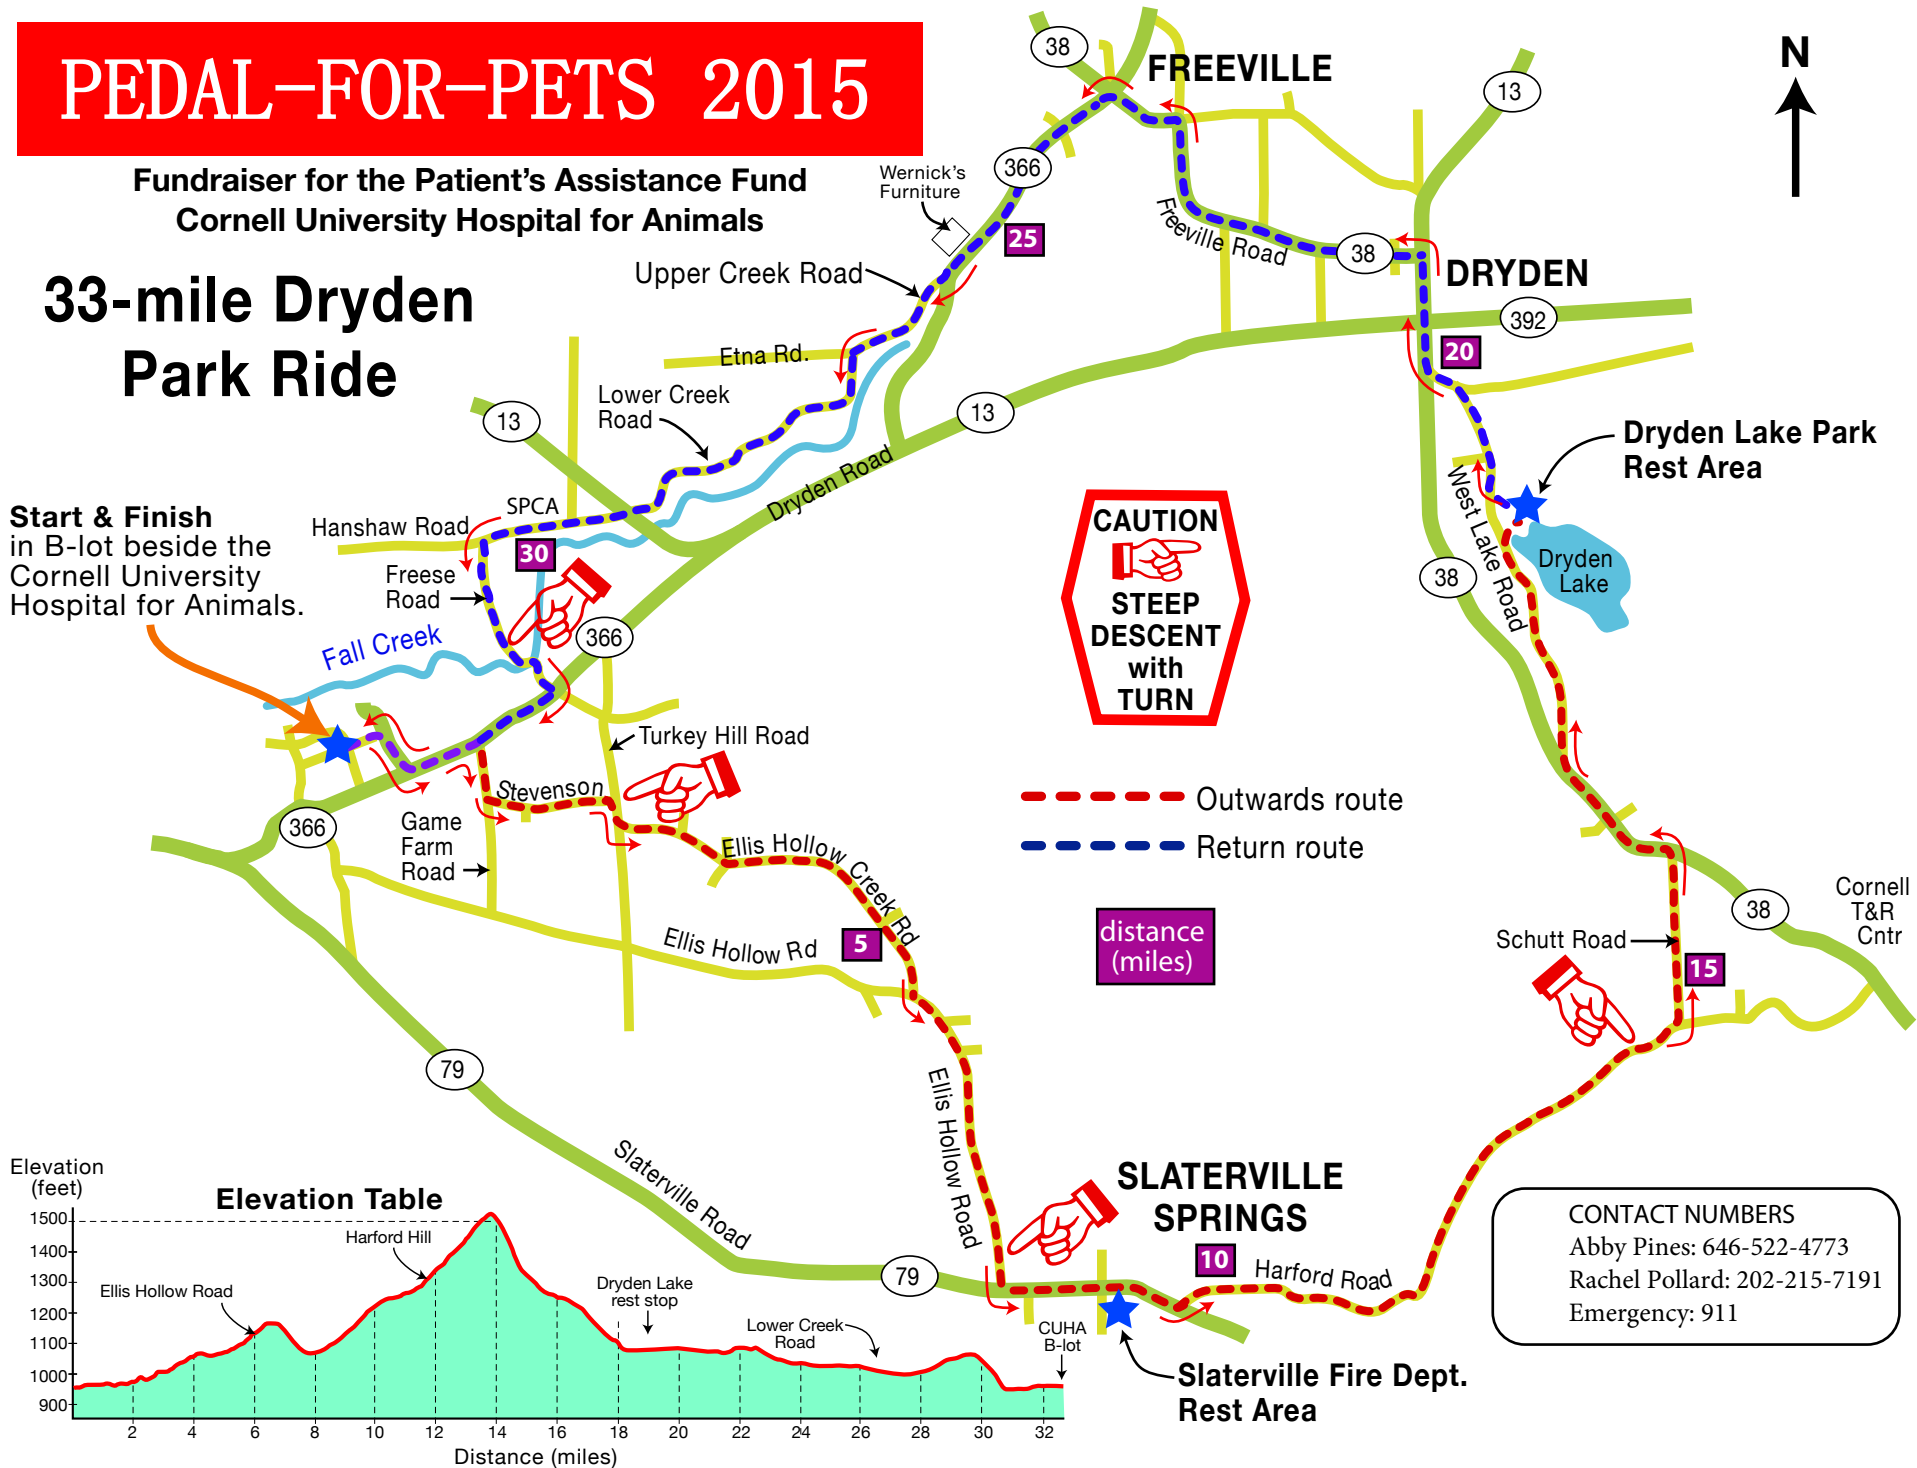 PEDAL-FOR-PETS 2015
Fundraiser for the Patient's Assistance Fund
Cornell University Hospital for Animals
33-mile Dryden
Park Ride
N
38
FREEVILLE
13
366
Wernick's
Furniture
25
Upper Creek Road
Freeville Road
38
DRYDEN
392
20
Etna Rd.
Lower Creek
Road
13
13
Dryden Road
Dryden Lake Park
Rest Area
West Lake Road
Dryden
Lake
38
SPCA
Hanshaw Road
30
Freese
Road
Start & Finish
in B-lot beside the
Cornell University
Hospital for Animals.
Fall Creek
366
CAUTION
STEEP
DESCENT
with
TURN
Turkey Hill Road
Stevenson
Game
Farm
Road
366
Ellis Hollow Creek Rd
Ellis Hollow Rd
5
Outwards route
Return route
distance
(miles)
Schutt Road
15
38
Cornell
T&R
Cntr
79
Ellis Hollow Road
Slaterville Road
79
SLATERVILLE
SPRINGS
10
Harford Road
Slaterville Fire Dept.
Rest Area
CONTACT NUMBERS
Abby Pines: 646-522-4773
Rachel Pollard: 202-215-7191
Emergency: 911
Elevation
(feet)
Elevation Table
1500
1400
1300
1200
1100
1000
900
Ellis Hollow Road
Harford Hill
Dryden Lake
rest stop
Lower Creek
Road
CUHA
B-lot
2 4 6 8 10 12 14 16 18 20 22 24 26 28 30 32
Distance (miles)